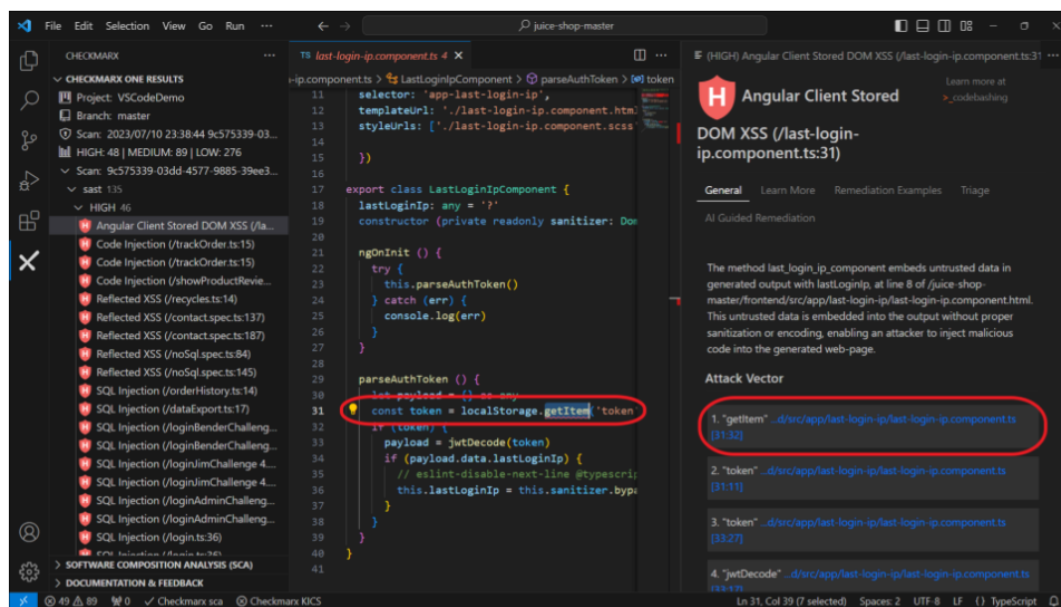 File Edit Selection View Go Run ···
juice-shop-master
CHECKMARX ···
CHECKMARX ONE RESULTS
Project: VSCodeDemo
Branch: master
Scan: 2023/07/10 23:38:44 9c575339-03...
HIGH: 48 | MEDIUM: 89 | LOW: 276
Scan: 9c575339-03dd-4577-9885-39ee3...
sast 135
HIGH 46
Angular Client Stored DOM XSS (/la...
Code Injection (/trackOrder.ts:15)
Code Injection (/trackOrder.ts:15)
Code Injection (/showProductRevie...
Reflected XSS (/recycles.ts:14)
Reflected XSS (/contact.spec.ts:137)
Reflected XSS (/contact.spec.ts:187)
Reflected XSS (/noSql.spec.ts:84)
Reflected XSS (/noSql.spec.ts:145)
SQL Injection (/orderHistory.ts:14)
SQL Injection (/dataExport.ts:17)
SQL Injection (/loginBenderChalleng...
SQL Injection (/loginJimChallenge 4....
SQL Injection (/loginJimChallenge 4....
SQL Injection (/loginAdminChalleng...
SQL Injection (/loginAdminChalleng...
SQL Injection (/login.ts:36)
SOFTWARE COMPOSITION ANALYSIS (SCA)
DOCUMENTATION & FEEDBACK
TS last-login-ip.component.ts 4 ×
-ip.component.ts > LastLoginIpComponent > parseAuthToken > token
11 selector: 'app-last-login-ip',
12 templateUrl: './last-login-ip.component.htm
13 styleUrls: ['./last-login-ip.component.scss'
14
15 })
16
17 export class LastLoginIpComponent {
18 lastLoginIp: any = '?'
19 constructor (private readonly sanitizer: Dom
20
21 ngOnInit () {
22 try {
23 this.parseAuthToken()
24 } catch (err) {
25 console.log(err)
26 }
27 }
28
29 parseAuthToken () {
30 let payload = {} as any
31 const token = localStorage.getItem('token'
32 if (token) {
33 payload = jwtDecode(token)
34 if (payload.data.lastLoginIp) {
35 // eslint-disable-next-line @typescrip
36 this.lastLoginIp = this.sanitizer.bypa
37 }
38 }
39 }
40 }
41
(HIGH) Angular Client Stored DOM XSS (/last-login-ip.component.ts:31 ···
H Angular Client Stored
Learn more at
>_codebashing
DOM XSS (/last-login-
ip.component.ts:31)
General Learn More Remediation Examples Triage
AI Guided Remediation
The method last_login_ip_component embeds untrusted data in
generated output with lastLoginIp, at line 8 of /juice-shop-
master/frontend/src/app/last-login-ip/last-login-ip.component.html.
This untrusted data is embedded into the output without proper
sanitization or encoding, enabling an attacker to inject malicious
code into the generated web-page.
Attack Vector
1. "getItem" ...d/src/app/last-login-ip/last-login-ip.component.ts
[31:32]
2. "token" ...d/src/app/last-login-ip/last-login-ip.component.ts
[31:11]
3. "token" ...d/src/app/last-login-ip/last-login-ip.component.ts
[33:27]
4. "jwtDecode" ...d/src/app/last-login-ip/last-login-ip.component.ts
49 89 0 Checkmarx sca Checkmarx KICS Ln 31, Col 39 (7 selected) Spaces: 2 UTF-8 LF {} TypeScript